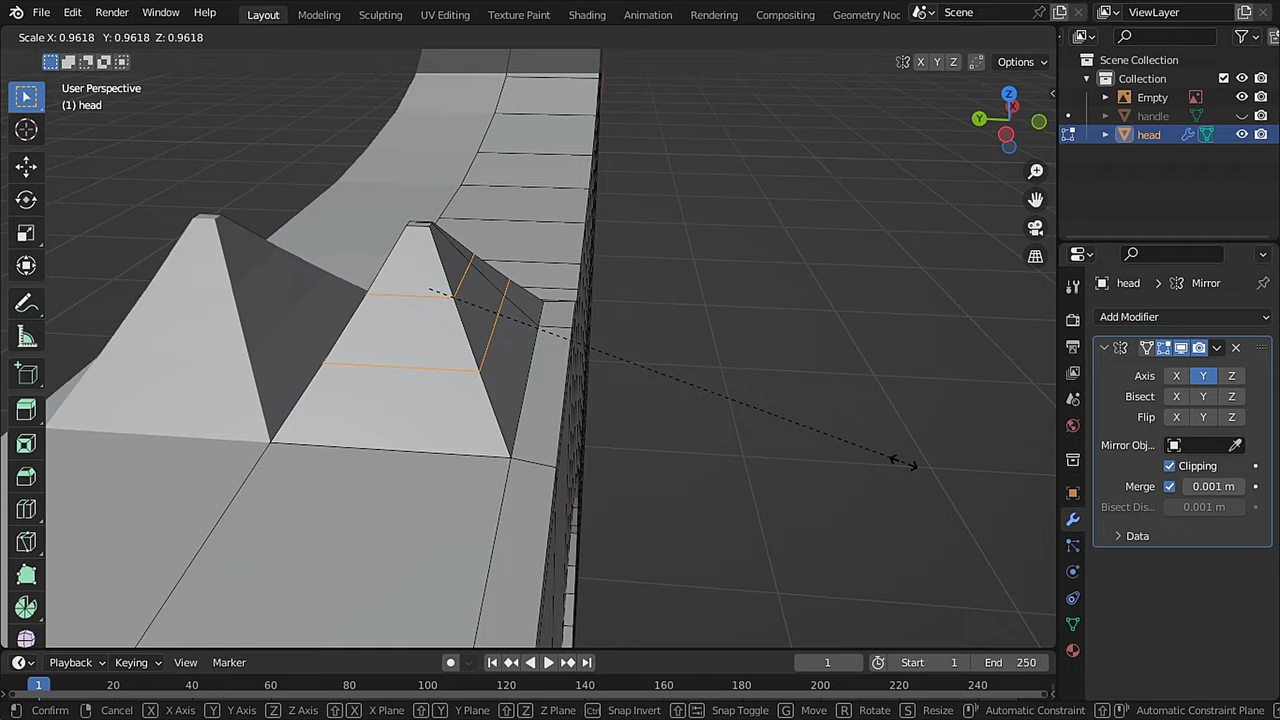 File Edit Render Window Help Layout Modeling Sculpting UV Editing Texture Paint Shading Animation Rendering Compositing Geometry Noc Scene ViewLayer
Scale X: 0.9618 Y: 0.9618 Z: 0.9618
X Y Z Options
User Perspective
(1) head
Z
X
Y
Scene Collection
Collection
Empty
handle
head
head > Mirror
Add Modifier
Axis X Y Z
Bisect X Y Z
Flip X Y Z
Mirror Obj...
Clipping
Merge 0.001 m
Bisect Dis... 0.001 m
Data
Playback Keying View Marker 1 Start 1 End 250
1 20 40 60 80 100 120 140 160 180 200 220 240
Confirm Cancel X X Axis Y Y Axis Z Z Axis X X Plane Y Y Plane Z Z Plane Ctrl Snap Invert Snap Toggle G Move R Rotate S Resize Automatic Constraint Automatic Constraint Plane